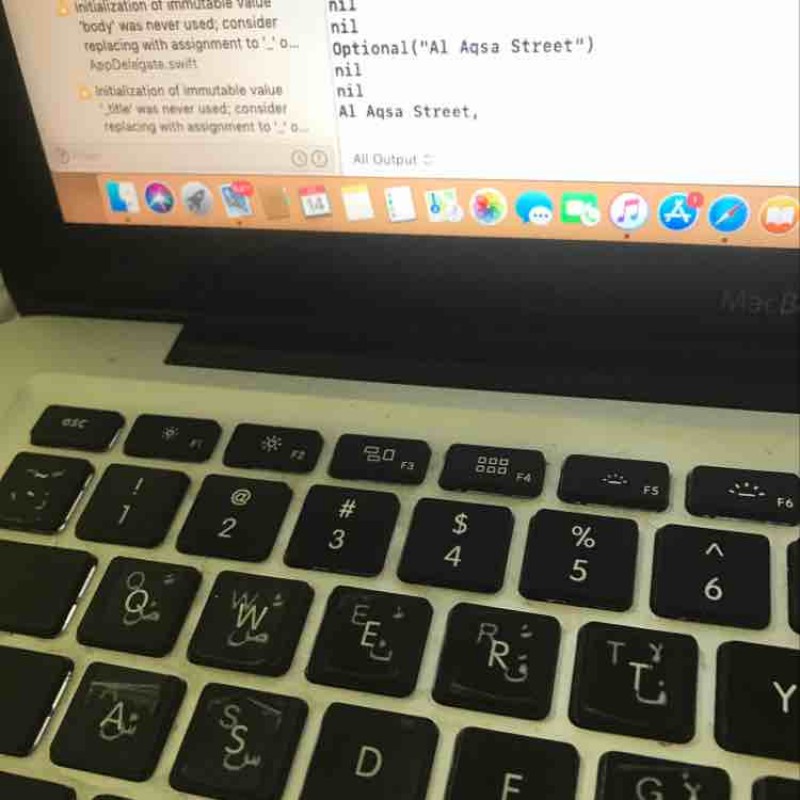 initialization of immutable value
'body' was never used; consider
replacing with assignment to '_' o...
AppDelegate.swift
Initialization of immutable value
'_title' was never used; consider
replacing with assignment to '_' o...
nil
nil
Optional("Al Aqsa Street")
nil
nil
Al Aqsa Street,
All Output
14
1
MacB
esc F1 F2 F3 F4 F5 F6
! @ # $ % ^
1 2 3 4 5 6
Q ض W ص E ث R ق T ف Y
A ش S س D F G